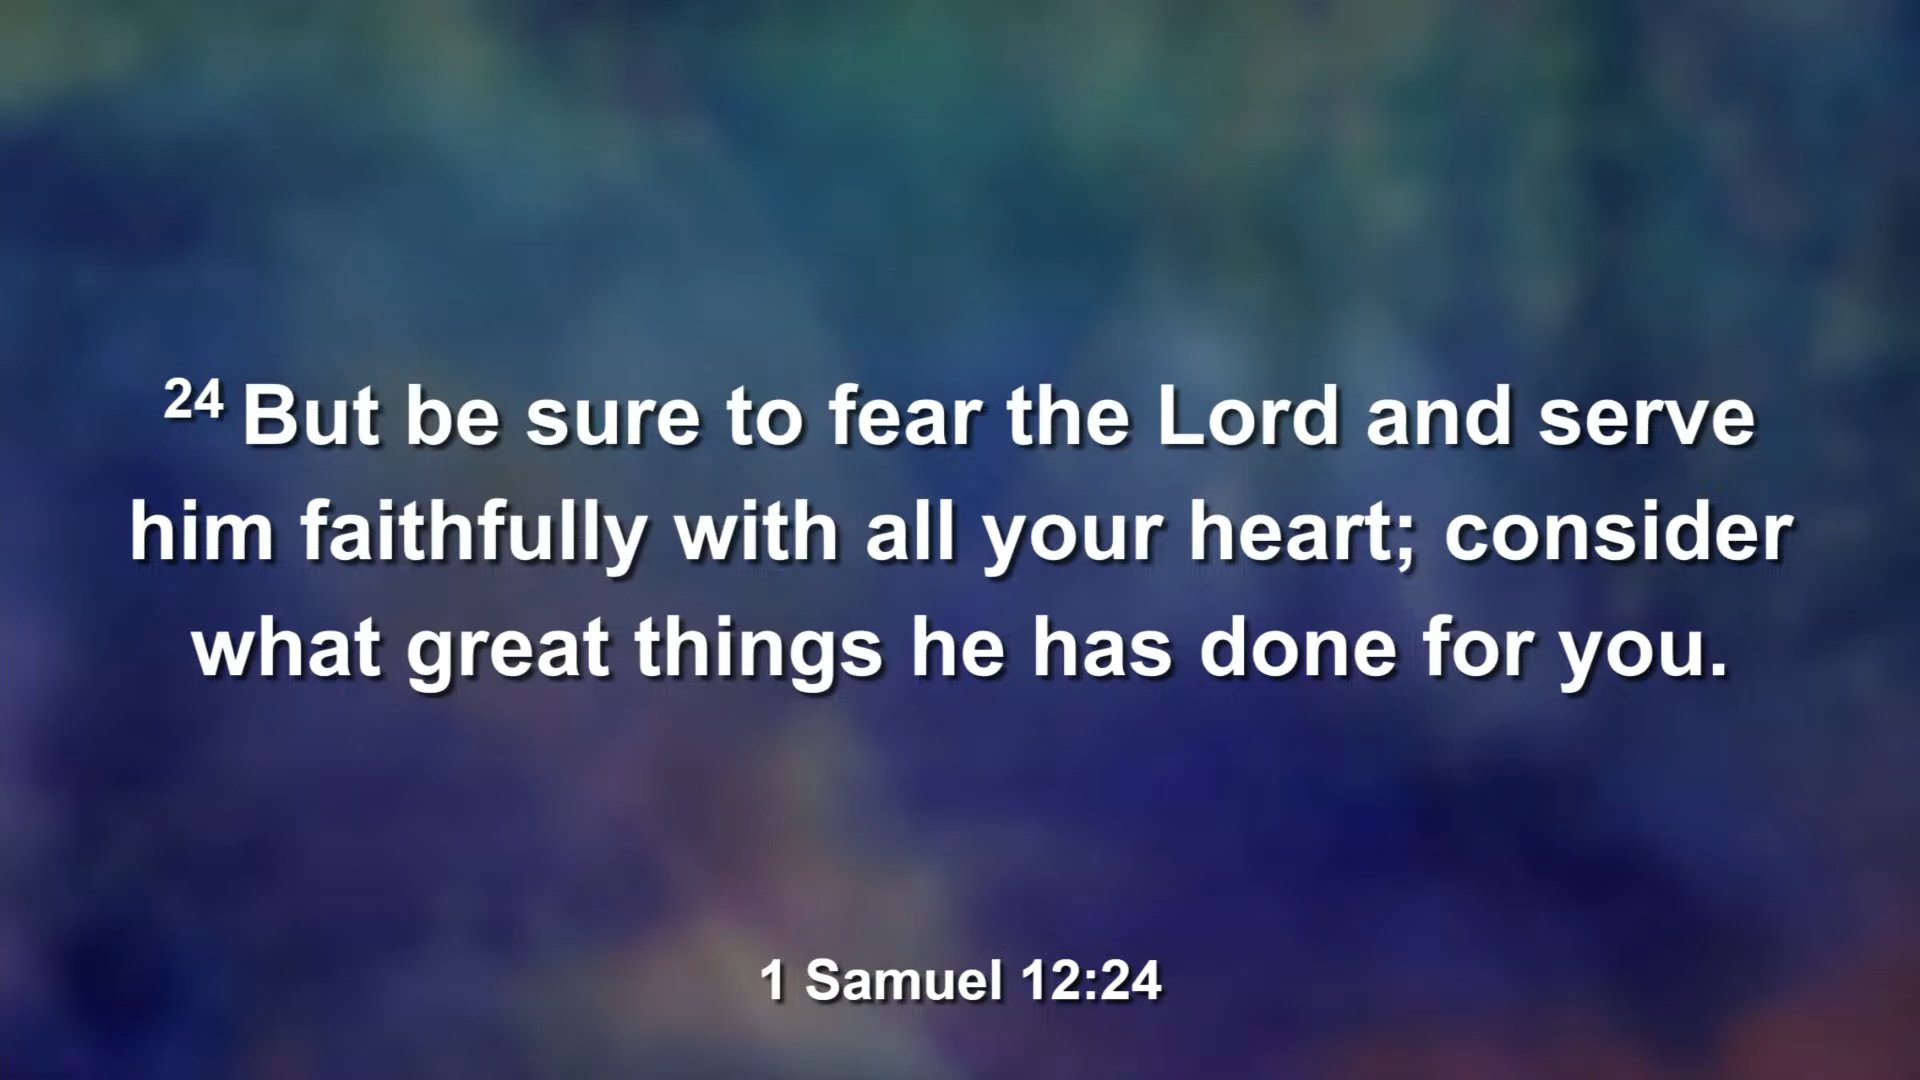 24 But be sure to fear the Lord and serve
him faithfully with all your heart; consider
what great things he has done for you.
1 Samuel 12:24